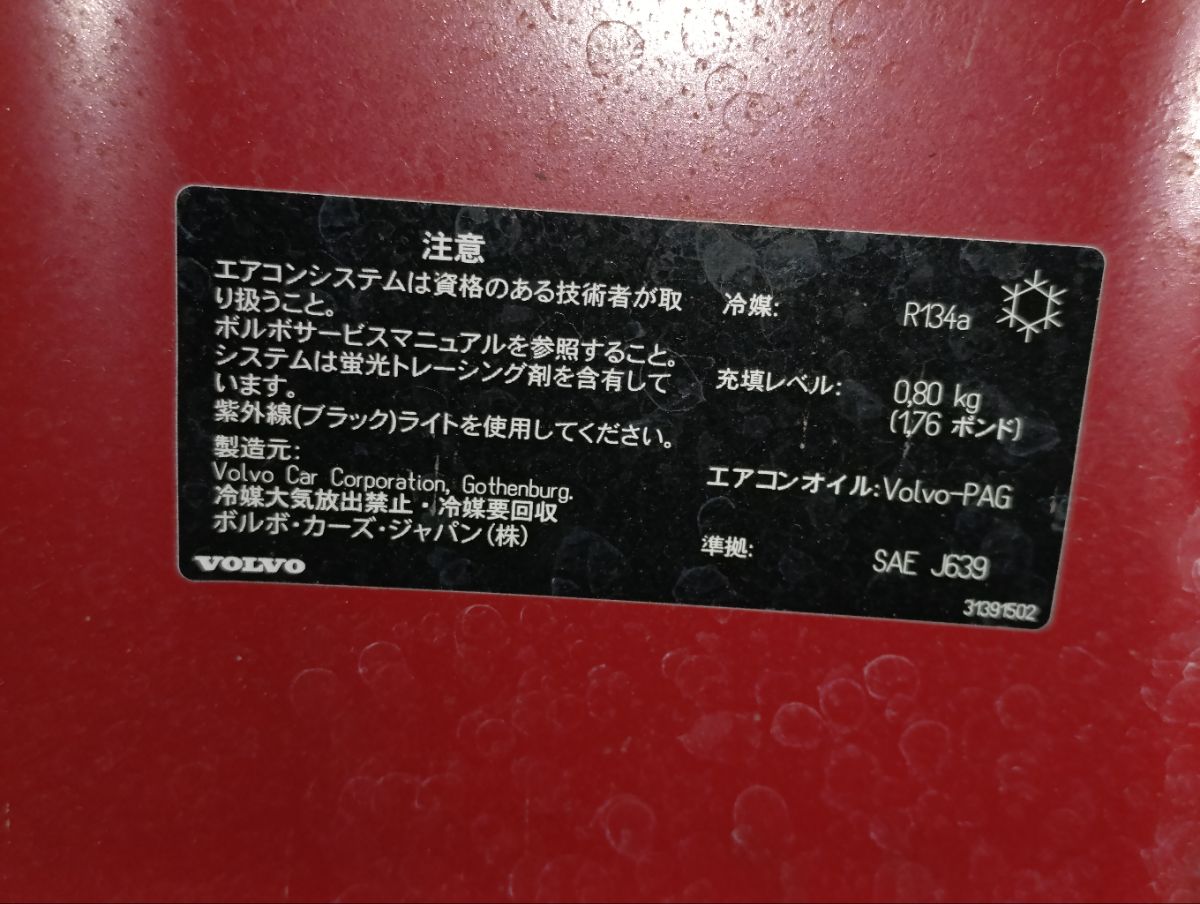 注意
エアコンシステムは資格のある技術者が取
り扱うこと。
ボルボサービスマニュアルを参照すること。
システムは蛍光トレーシング剤を含有して
います。
紫外線(ブラック)ライトを使用してください。
製造元:
Volvo Car Corporation, Gothenburg.
冷媒大気放出禁止・冷媒要回収
ボルボ・カーズ・ジャパン(株)
VOLVO
冷媒: R134a
充填レベル: 0,80 kg
(1,76 ポンド)
エアコンオイル:Volvo-PAG
準拠: SAE J639
31391502